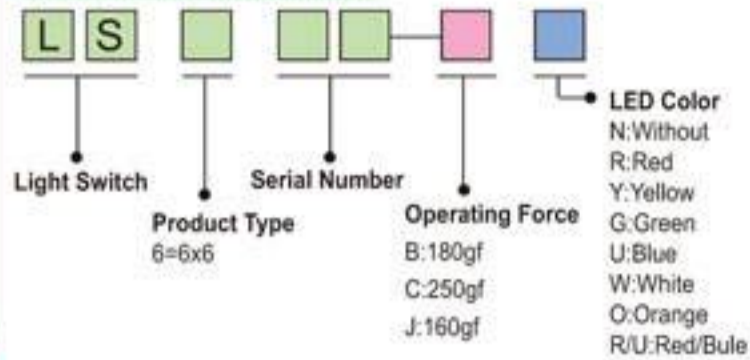 L S
Light Switch
Product Type
6=6x6
Serial Number
Operating Force
B:180gf
C:250gf
J:160gf
LED Color
N:Without
R:Red
Y:Yellow
G:Green
U:Blue
W:White
O:Orange
R/U:Red/Bule